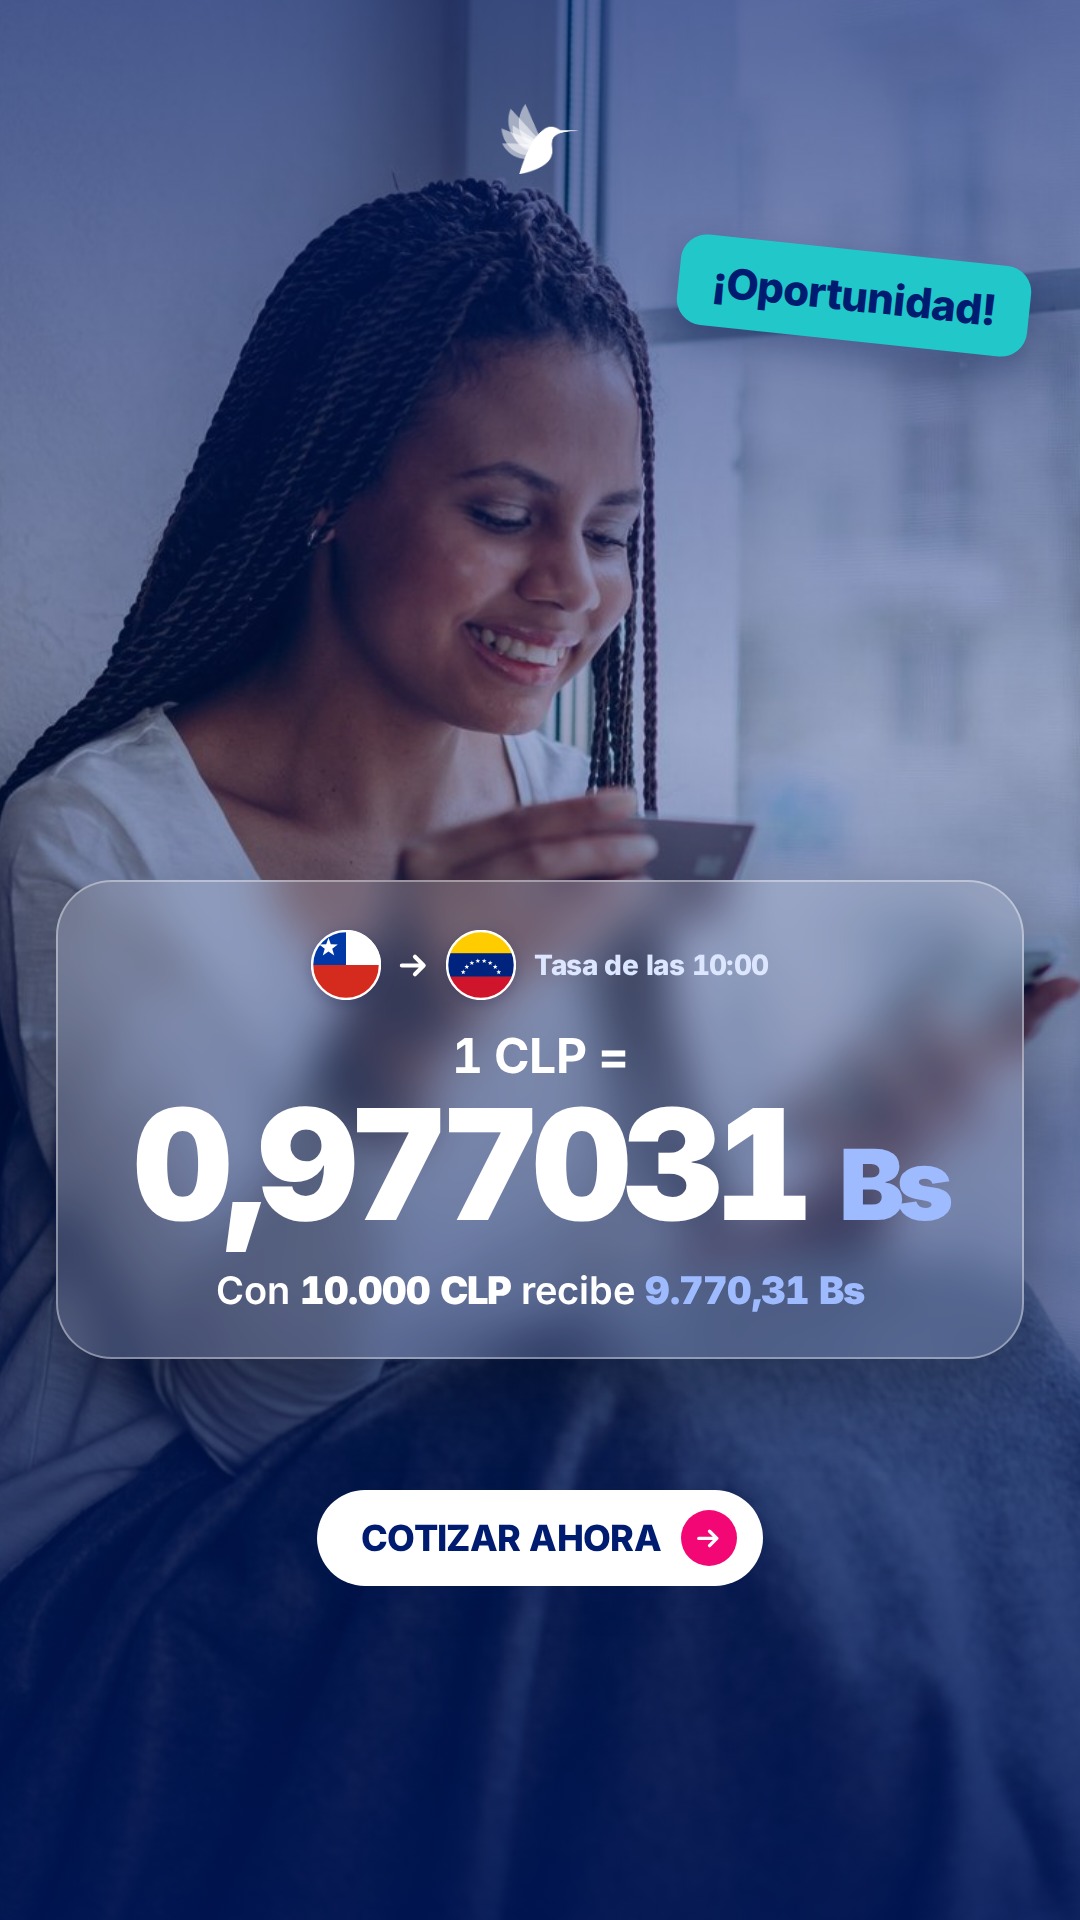 ¡Oportunidad!
Tasa de las 10:00
1 CLP =
0,977031 Bs
Con 10.000 CLP recibe 9.770,31 Bs
COTIZAR AHORA